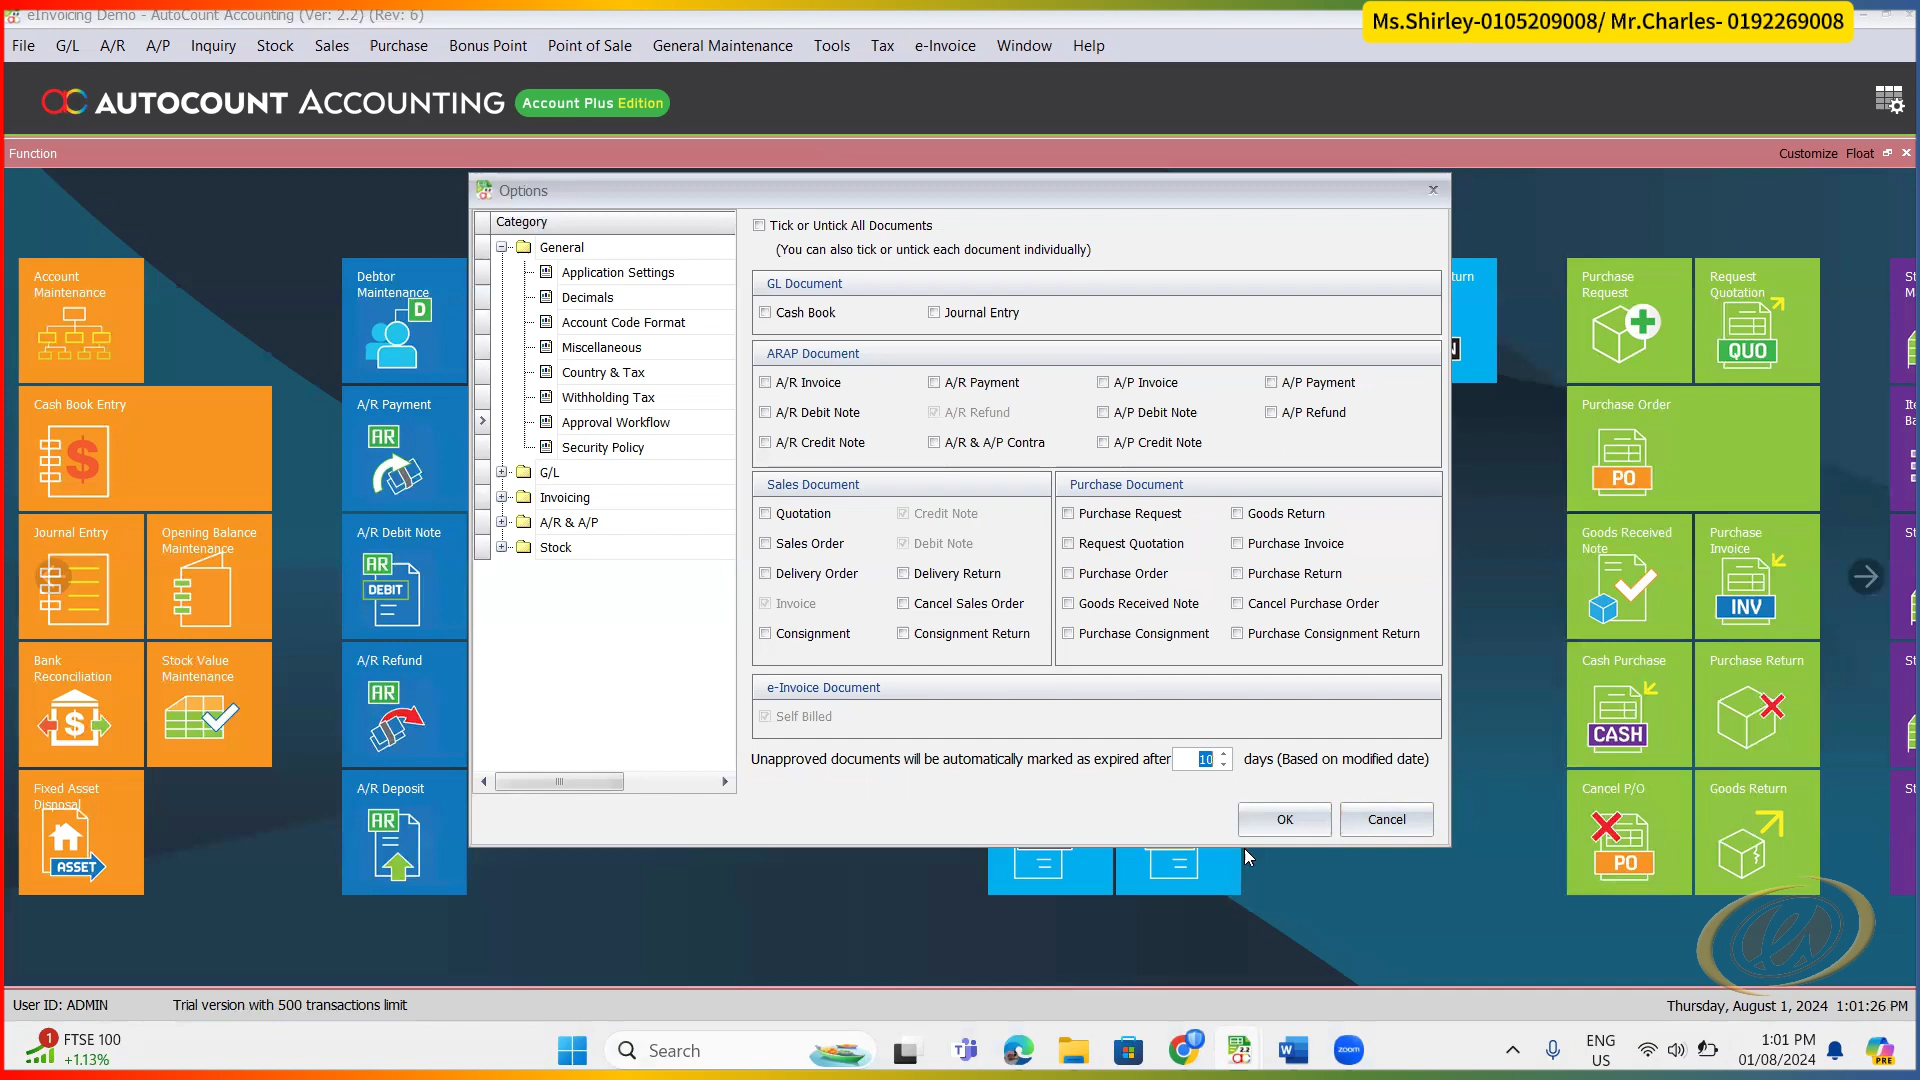 eInvoicing Demo - AutoCount Accounting (Ver: 2.2) (Rev: 6)
Ms.Shirley-0105209008/ Mr.Charles- 0192269008
File G/L A/R A/P Inquiry Stock Sales Purchase Bonus Point Point of Sale General Maintenance Tools Tax e-Invoice Window Help
AUTOCOUNT ACCOUNTING Account Plus Edition
Function
Customize Float
Options
Category
General
Application Settings
Decimals
Account Code Format
Miscellaneous
Country & Tax
Withholding Tax
Approval Workflow
Security Policy
G/L
Invoicing
A/R & A/P
Stock
Tick or Untick All Documents
(You can also tick or untick each document individually)
GL Document
Cash Book Journal Entry
ARAP Document
A/R Invoice A/R Payment A/P Invoice A/P Payment
A/R Debit Note A/R Refund A/P Debit Note A/P Refund
A/R Credit Note A/R & A/P Contra A/P Credit Note
Sales Document
Quotation Credit Note
Sales Order Debit Note
Delivery Order Delivery Return
Invoice Cancel Sales Order
Consignment Consignment Return
Purchase Document
Purchase Request Goods Return
Request Quotation Purchase Invoice
Purchase Order Purchase Return
Goods Received Note Cancel Purchase Order
Purchase Consignment Purchase Consignment Return
e-Invoice Document
Self Billed
Unapproved documents will be automatically marked as expired after 10 days (Based on modified date)
OK Cancel
Account
Maintenance
Cash Book Entry
Journal Entry
Opening Balance
Maintenance
Bank
Reconciliation
Stock Value
Maintenance
Fixed Asset
Disposal
ASSET
Debtor
Maintenance
D
A/R Payment
AR
A/R Debit Note
AR
DEBIT
A/R Refund
AR
A/R Deposit
AR
Purchase
Request
Request
Quotation
QUO
Purchase Order
PO
Goods Received
Note
Purchase
Invoice
INV
Cash Purchase
CASH
Purchase Return
Cancel P/O
PO
Goods Return
User ID: ADMIN Trial version with 500 transactions limit
Thursday, August 1, 2024 1:01:26 PM
1
FTSE 100
+1.13%
Search
zoom
ENG
US
1:01 PM
01/08/2024
PRE